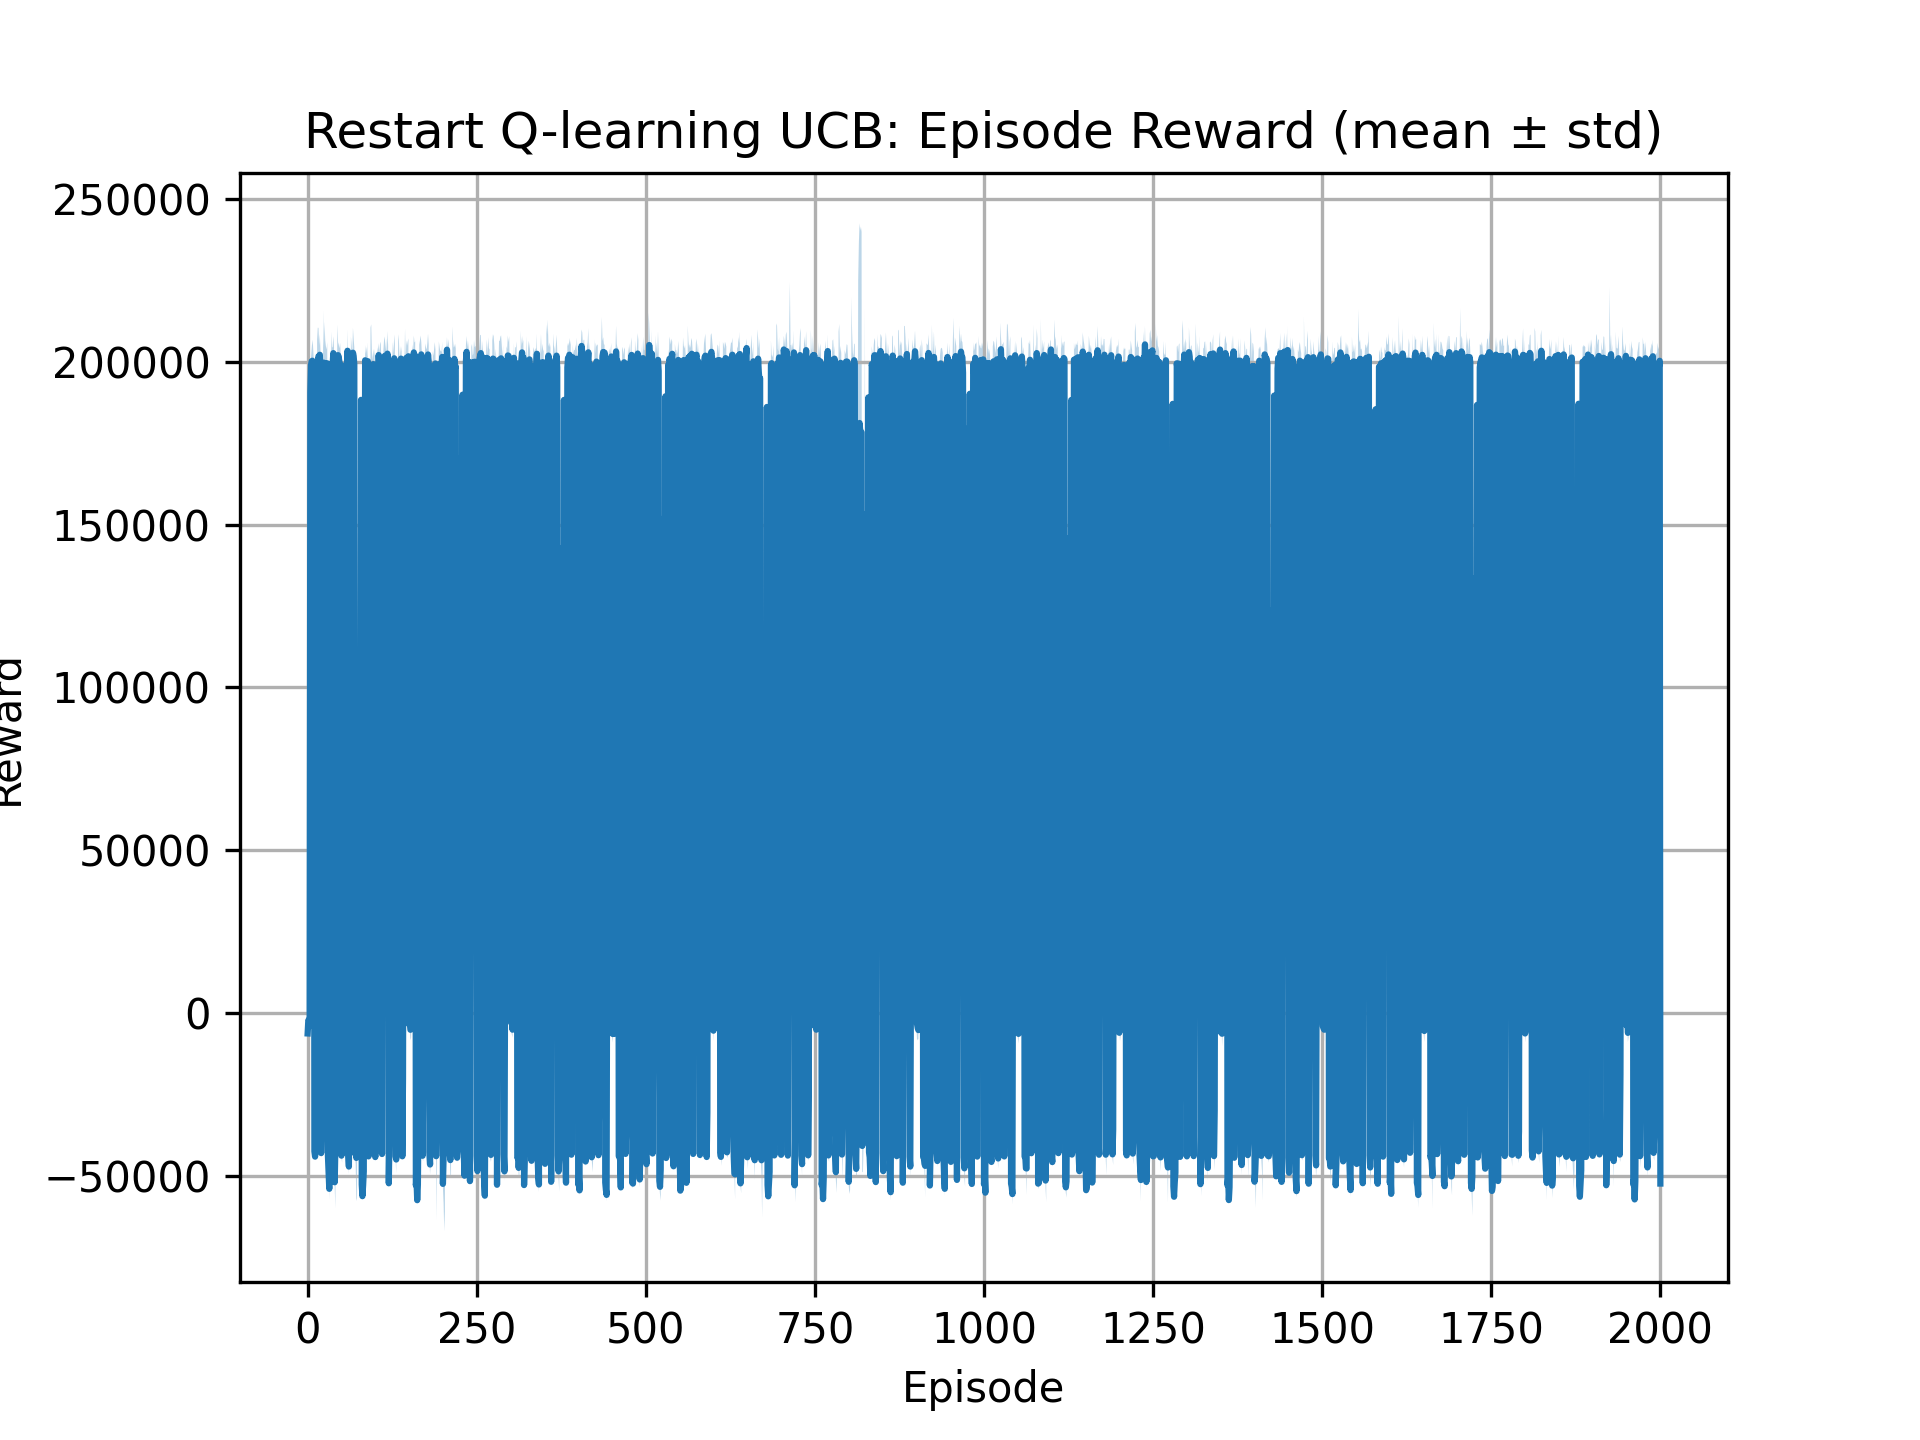 Restart Q-learning UCB: Episode Reward (mean ± std)
250000
200000
150000
100000
50000
0
−50000
Reward
0 250 500 750 1000 1250 1500 1750 2000
Episode